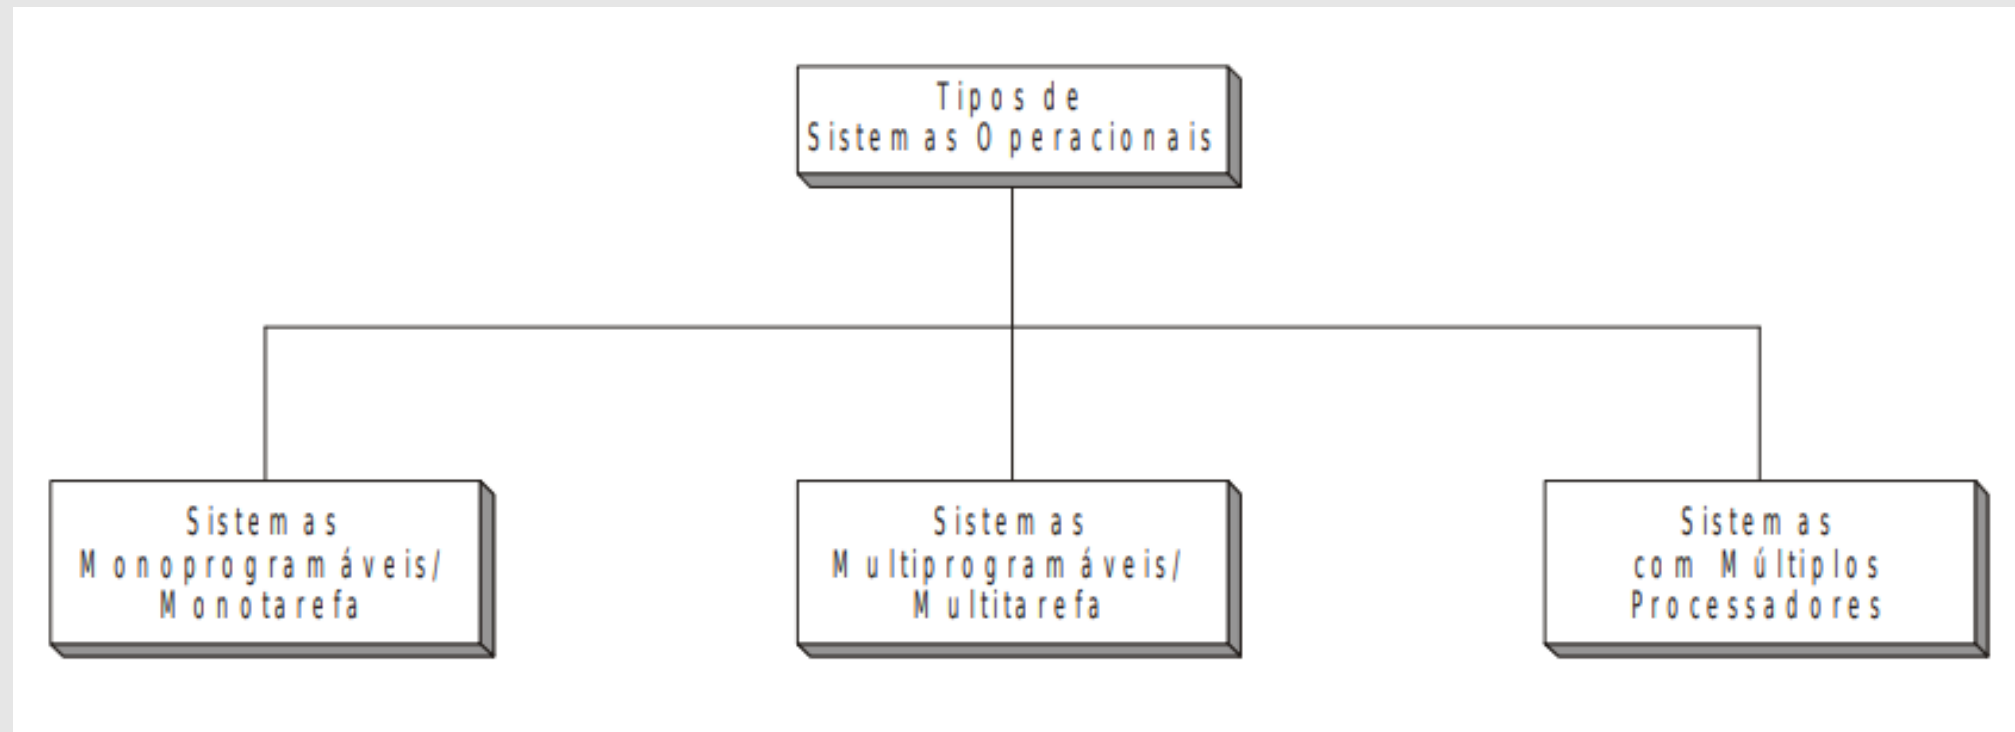 Tipos de
Sistemas Operacionais
Sistemas
Monoprogramáveis/
Monotarefa
Sistemas
Multiprogramáveis/
Multitarefa
Sistemas
com Múltiplos
Processadores